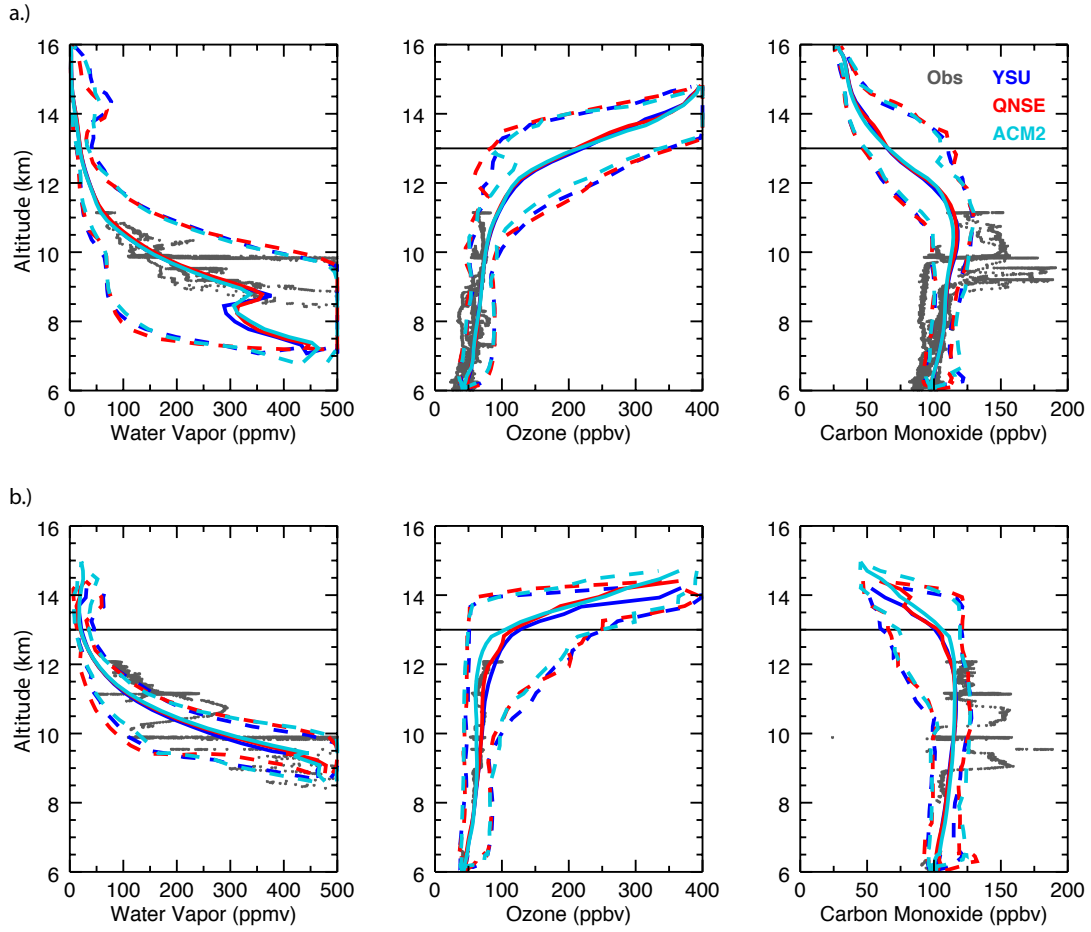 a.)
16
14
12
10
8
6
Altitude (km)
0 100 200 300 400 500
Water Vapor (ppmv)
16
14
12
10
8
6
0 100 200 300 400
Ozone (ppbv)
16
14
12
10
8
6
0 50 100 150 200
Carbon Monoxide (ppbv)
Obs YSU
QNSE
ACM2
b.)
16
14
12
10
8
6
Altitude (km)
0 100 200 300 400 500
Water Vapor (ppmv)
16
14
12
10
8
6
0 100 200 300 400
Ozone (ppbv)
16
14
12
10
8
6
0 50 100 150 200
Carbon Monoxide (ppbv)